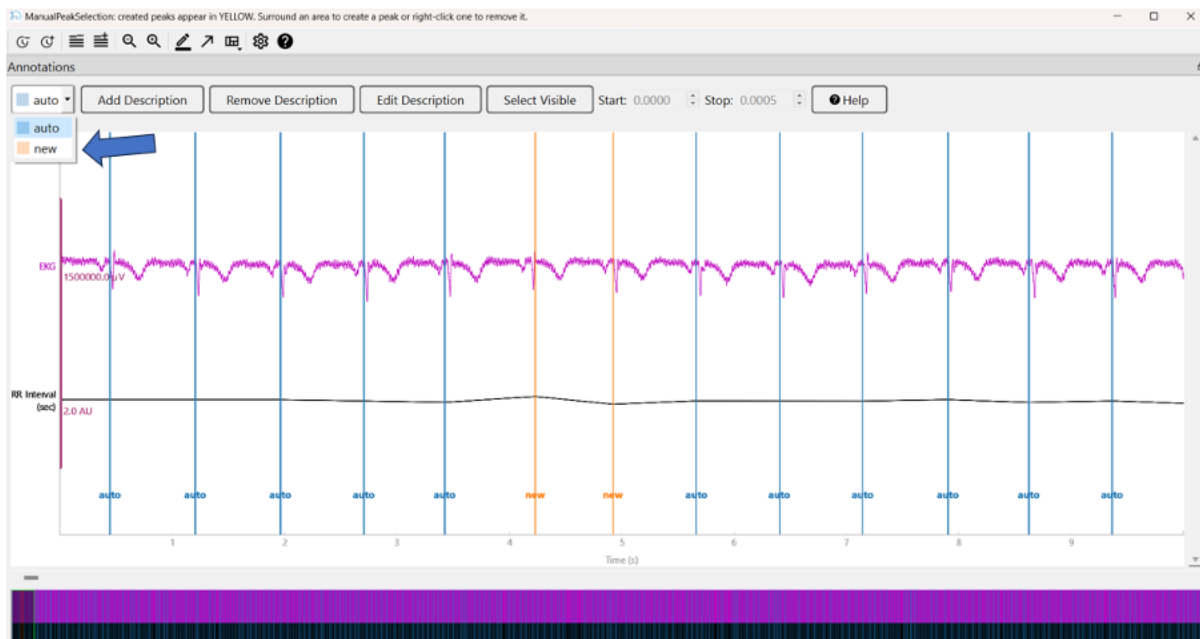 ManualPeakSelection: created peaks appear in YELLOW. Surround an area to create a peak or right-click one to remove it.
Annotations
auto Add Description Remove Description Edit Description Select Visible Start: 0.0000 Stop: 0.0005 Help
auto
new
EKG
1500000.0 µV
RR Interval
(sec)
2.0 AU
auto auto auto auto auto new new auto auto auto auto auto auto
1 2 3 4 5 6 7 8 9
Time (s)